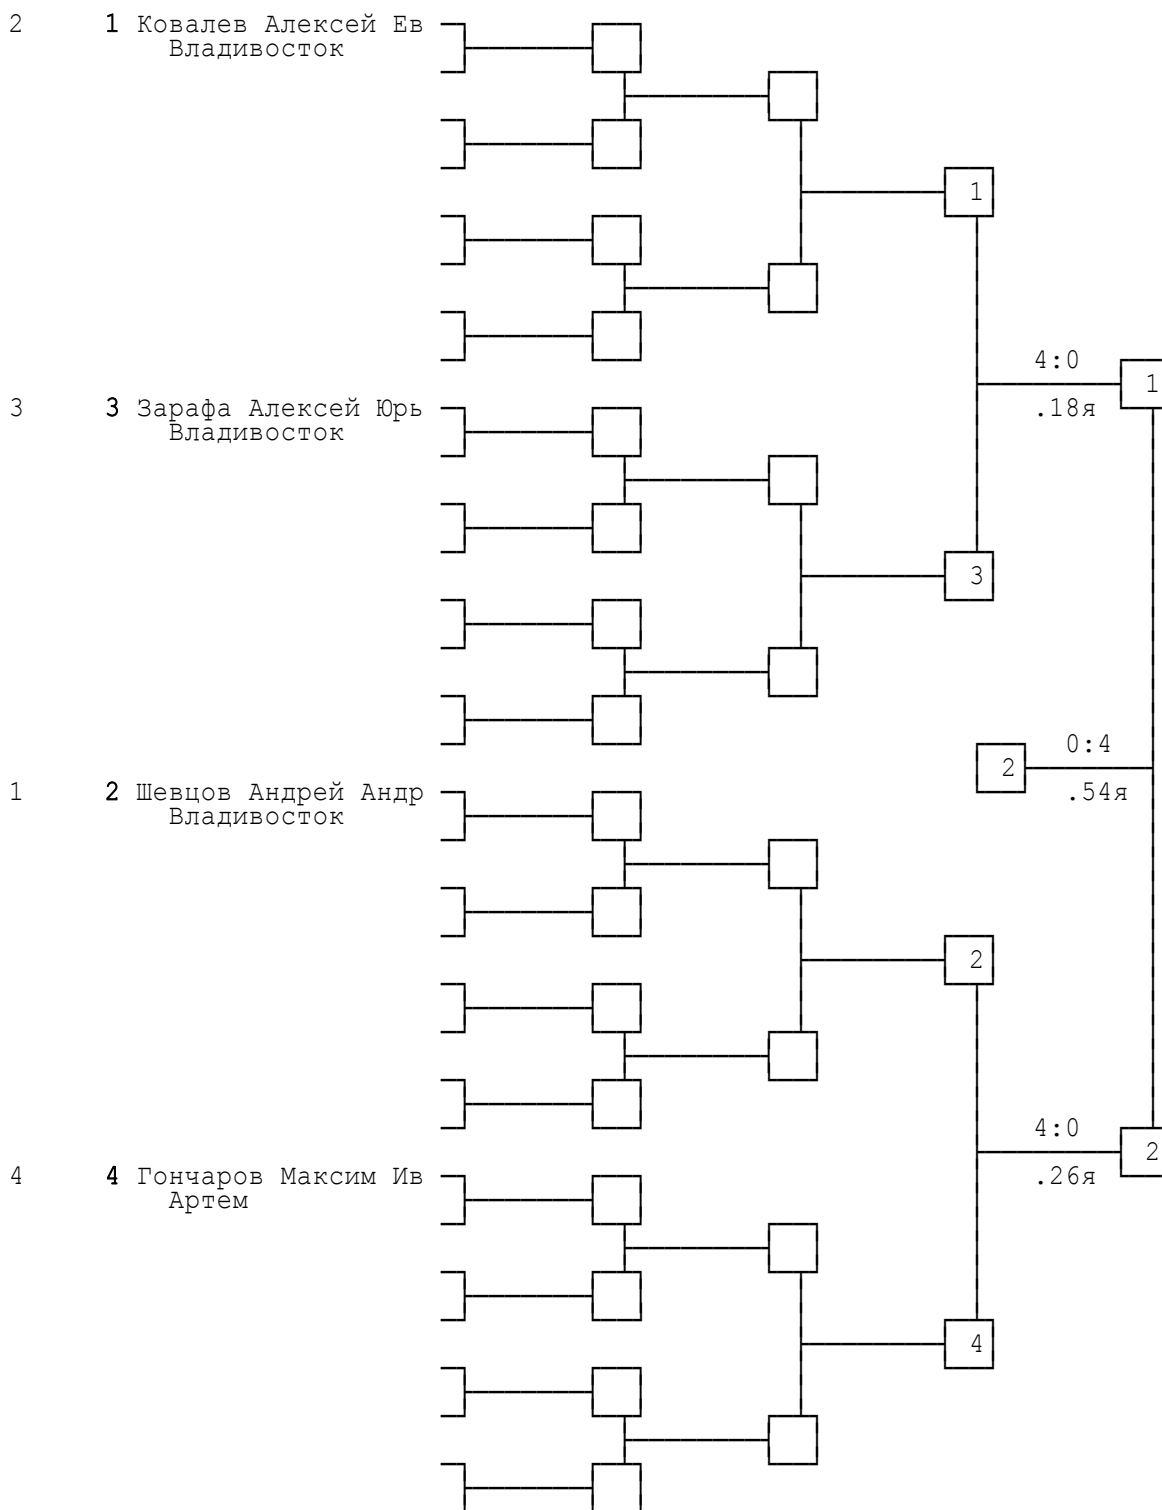 2 1 Ковалев Алексей Ев
Владивосток
1
4:0
1
.18я
3 3 Зарафа Алексей Юрь
Владивосток
3
0:4
2
.54я
1 2 Шевцов Андрей Андр
Владивосток
2
4:0
2
.26я
4 4 Гончаров Максим Ив
Артем
4